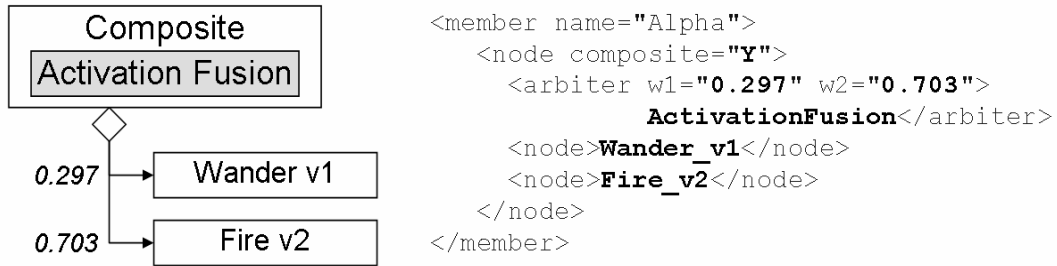 Composite
Activation Fusion
0.297
Wander v1
0.703
Fire v2
<member name="Alpha">
<node composite="Y">
<arbiter w1="0.297" w2="0.703">
ActivationFusion</arbiter>
<node>Wander_v1</node>
<node>Fire_v2</node>
</node>
</member>